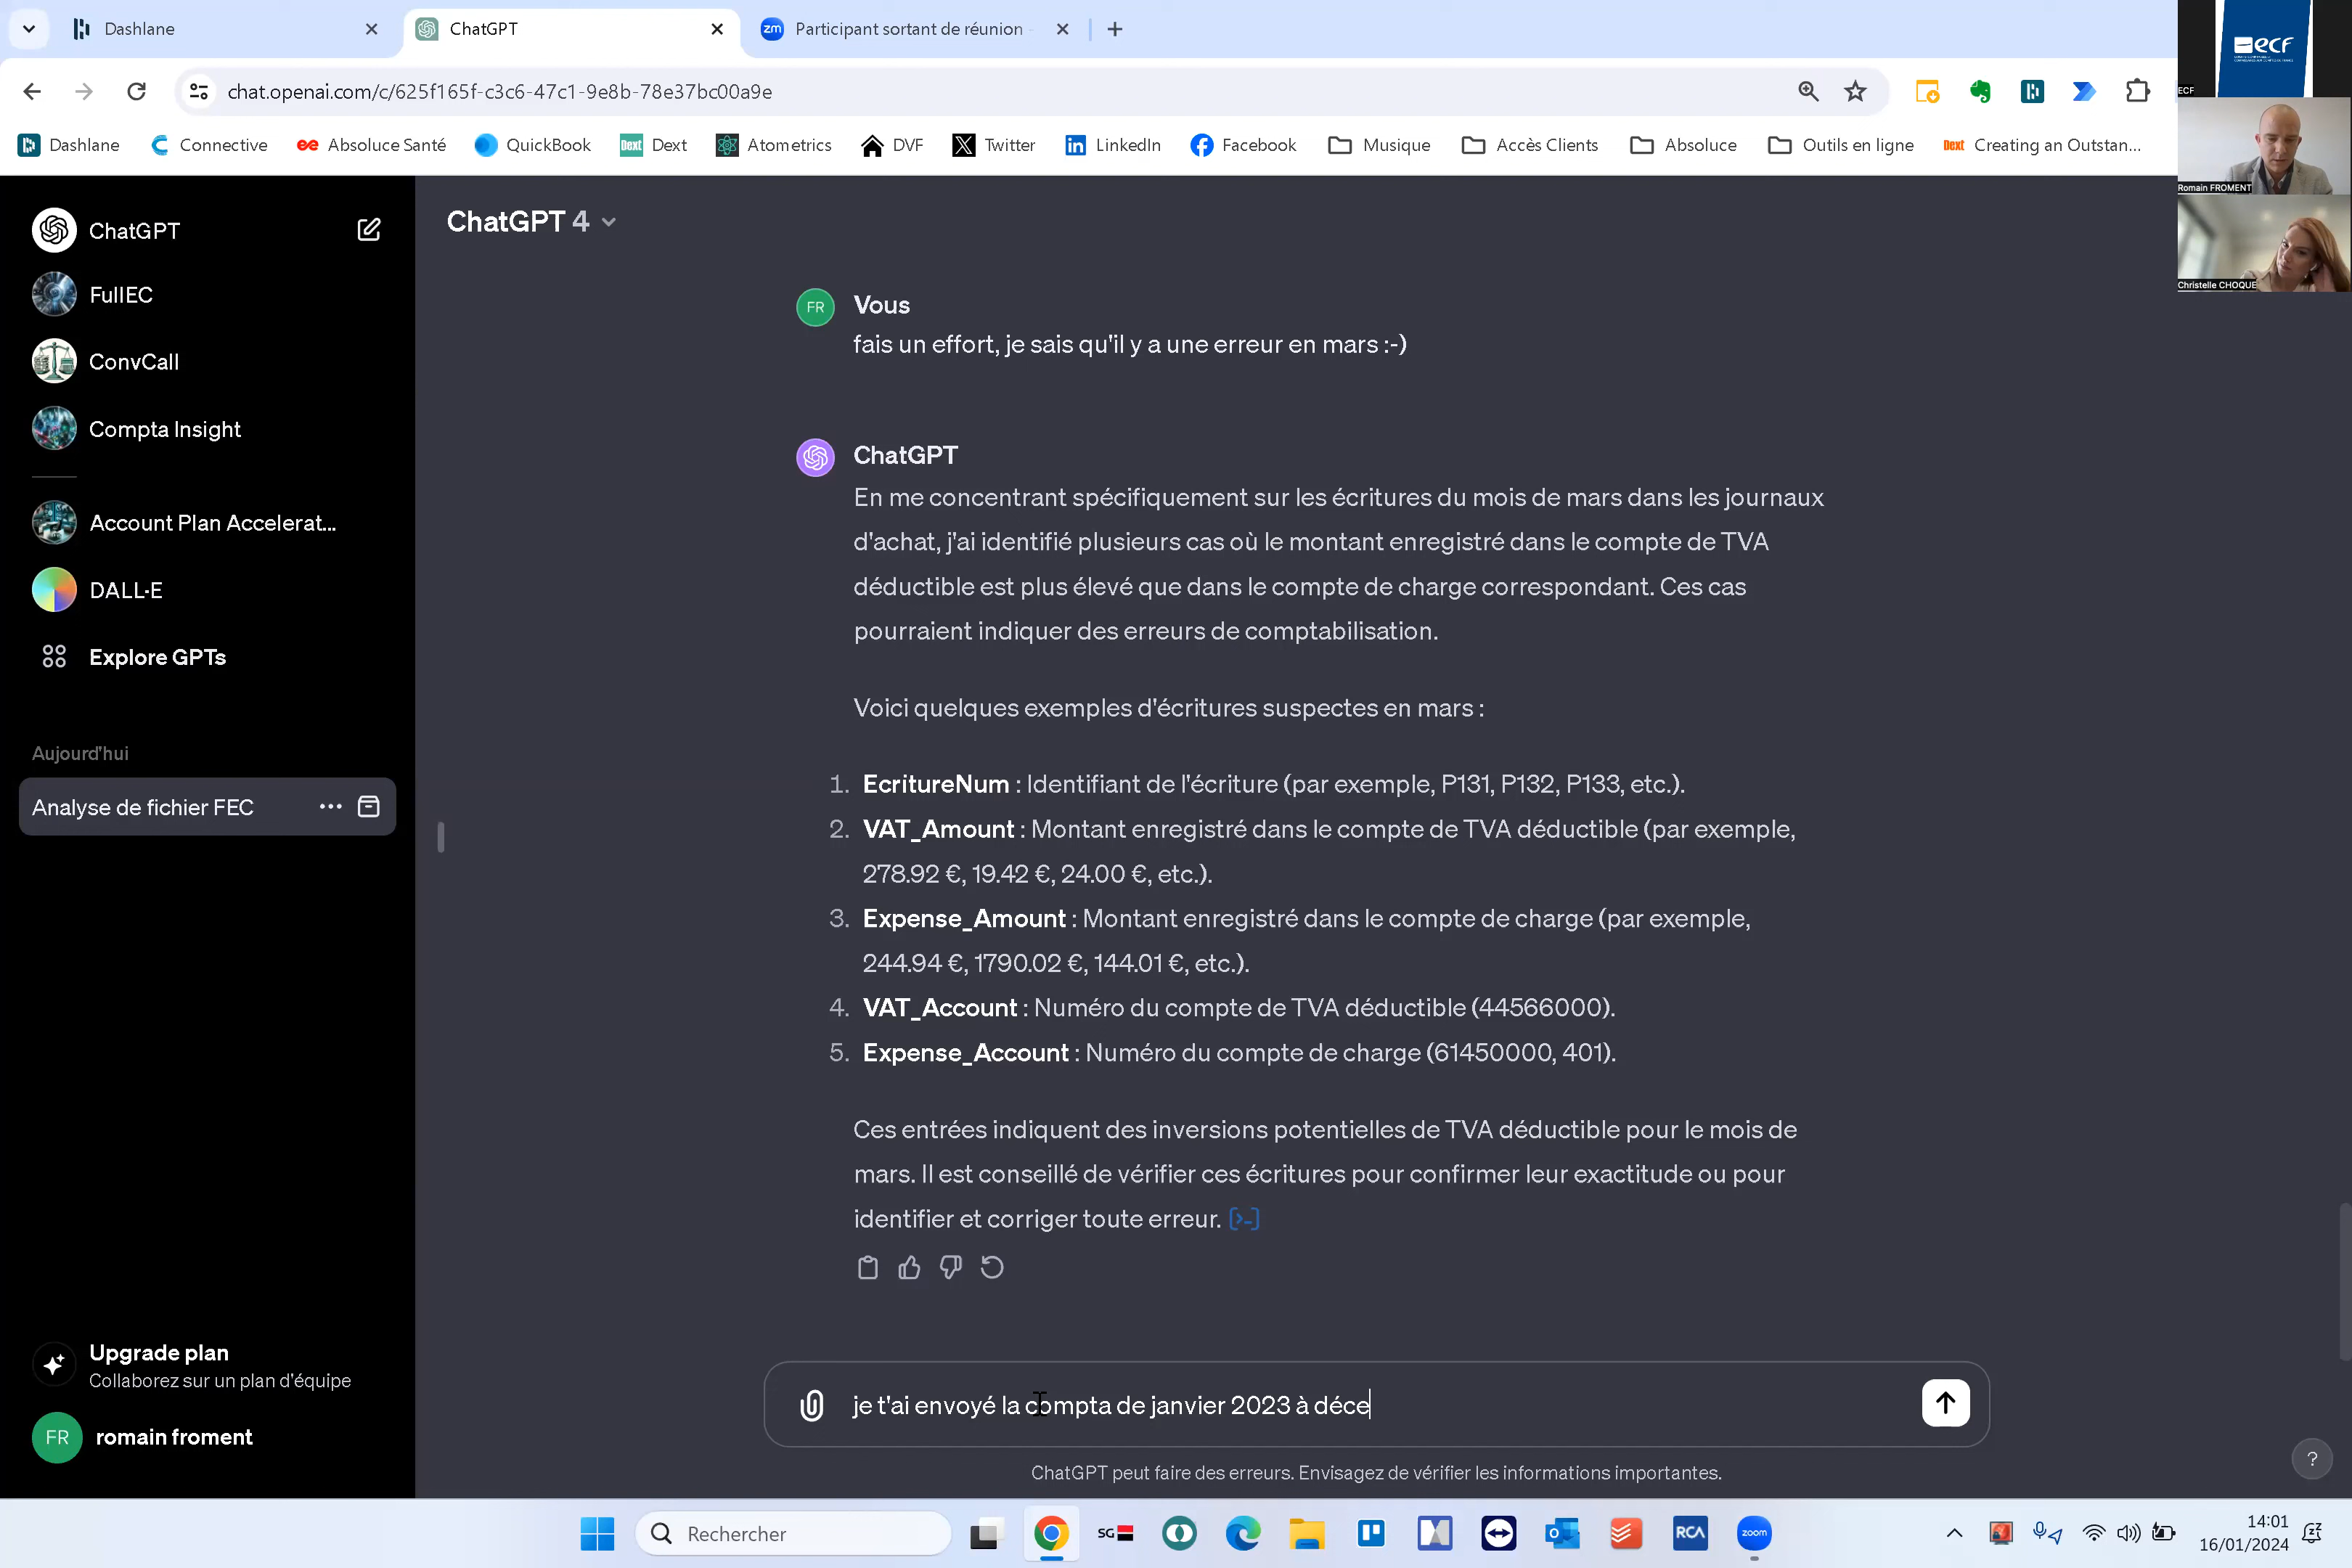 Dashlane
ChatGPT
zm
Participant sortant de réunion -
chat.openai.com/c/625f165f-c3c6-47c1-9e8b-78e37bc00a9e
ecf
ECF
Dashlane
Connective
Absoluce Santé
QuickBook
Dext
Dext
Atometrics
DVF
Twitter
LinkedIn
Facebook
Musique
Accès Clients
Absoluce
Outils en ligne
Dext
Creating an Outstan...
Romain FROMENT
Christelle CHOQUE
ChatGPT
FullEC
ConvCall
Compta Insight
Account Plan Accelerat...
DALL·E
Explore GPTs
Aujourd'hui
Analyse de fichier FEC
Upgrade plan
Collaborez sur un plan d'équipe
FR
romain froment
ChatGPT 4
FR
Vous
fais un effort, je sais qu'il y a une erreur en mars :-)
ChatGPT
En me concentrant spécifiquement sur les écritures du mois de mars dans les journaux
d'achat, j'ai identifié plusieurs cas où le montant enregistré dans le compte de TVA
déductible est plus élevé que dans le compte de charge correspondant. Ces cas
pourraient indiquer des erreurs de comptabilisation.
Voici quelques exemples d'écritures suspectes en mars :
1. EcritureNum : Identifiant de l'écriture (par exemple, P131, P132, P133, etc.).
2. VAT_Amount : Montant enregistré dans le compte de TVA déductible (par exemple,
278.92 €, 19.42 €, 24.00 €, etc.).
3. Expense_Amount : Montant enregistré dans le compte de charge (par exemple,
244.94 €, 1790.02 €, 144.01 €, etc.).
4. VAT_Account : Numéro du compte de TVA déductible (44566000).
5. Expense_Account : Numéro du compte de charge (61450000, 401).
Ces entrées indiquent des inversions potentielles de TVA déductible pour le mois de
mars. Il est conseillé de vérifier ces écritures pour confirmer leur exactitude ou pour
identifier et corriger toute erreur.
je t'ai envoyé la compta de janvier 2023 à déce
ChatGPT peut faire des erreurs. Envisagez de vérifier les informations importantes.
?
Rechercher
SG
RCA
zoom
14:01
16/01/2024